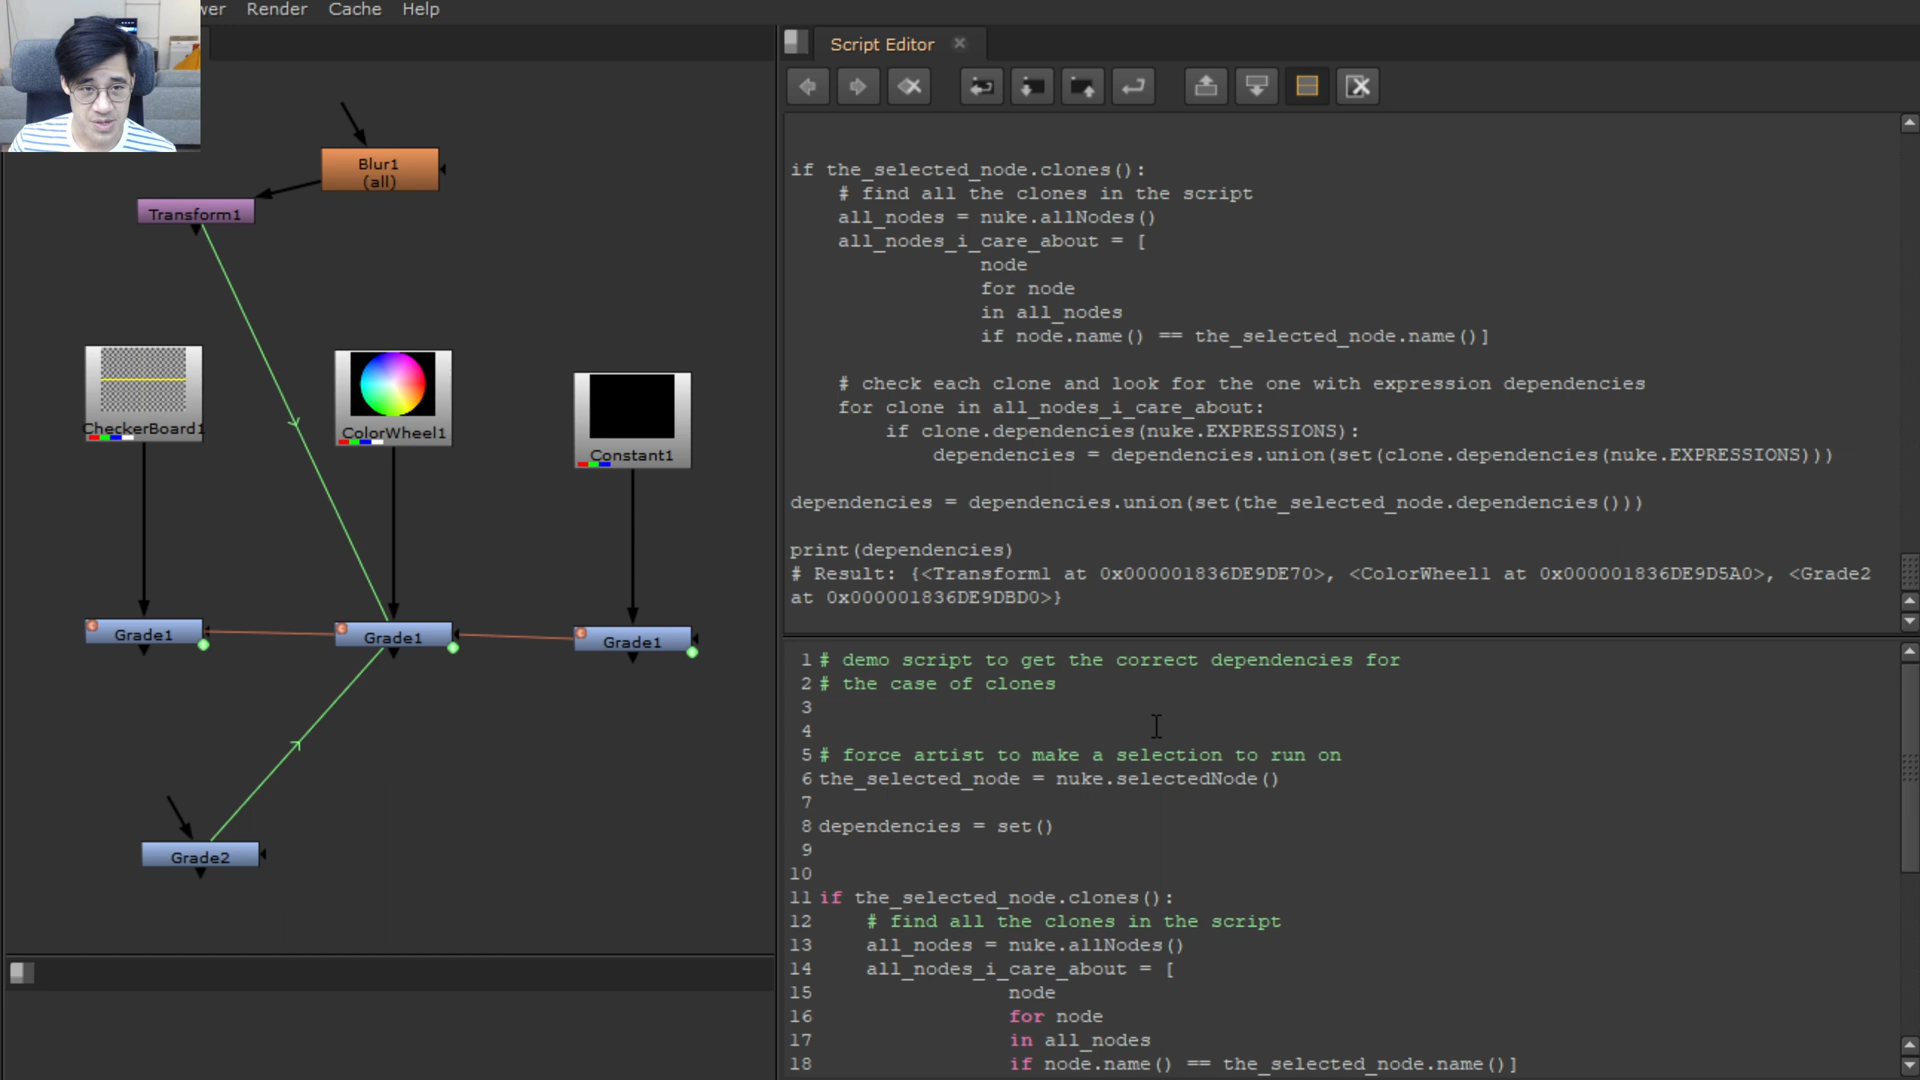 wer Render Cache Help
Script Editor
Blur1
(all)
Transform1
CheckerBoard1
ColorWheel1
Constant1
Grade1
Grade1
Grade1
Grade2
if the_selected_node.clones():
# find all the clones in the script
all_nodes = nuke.allNodes()
all_nodes_i_care_about = [
node
for node
in all_nodes
if node.name() == the_selected_node.name()]
# check each clone and look for the one with expression dependencies
for clone in all_nodes_i_care_about:
if clone.dependencies(nuke.EXPRESSIONS):
dependencies = dependencies.union(set(clone.dependencies(nuke.EXPRESSIONS)))
dependencies = dependencies.union(set(the_selected_node.dependencies()))
print(dependencies)
# Result: {<Transform1 at 0x000001836DE9DE70>, <ColorWheel1 at 0x000001836DE9D5A0>, <Grade2
at 0x000001836DE9DBD0>}
1 # demo script to get the correct dependencies for
2 # the case of clones
3
4
5 # force artist to make a selection to run on
6 the_selected_node = nuke.selectedNode()
7
8 dependencies = set()
9
10
11 if the_selected_node.clones():
12 # find all the clones in the script
13 all_nodes = nuke.allNodes()
14 all_nodes_i_care_about = [
15 node
16 for node
17 in all_nodes
18 if node.name() == the_selected_node.name()]